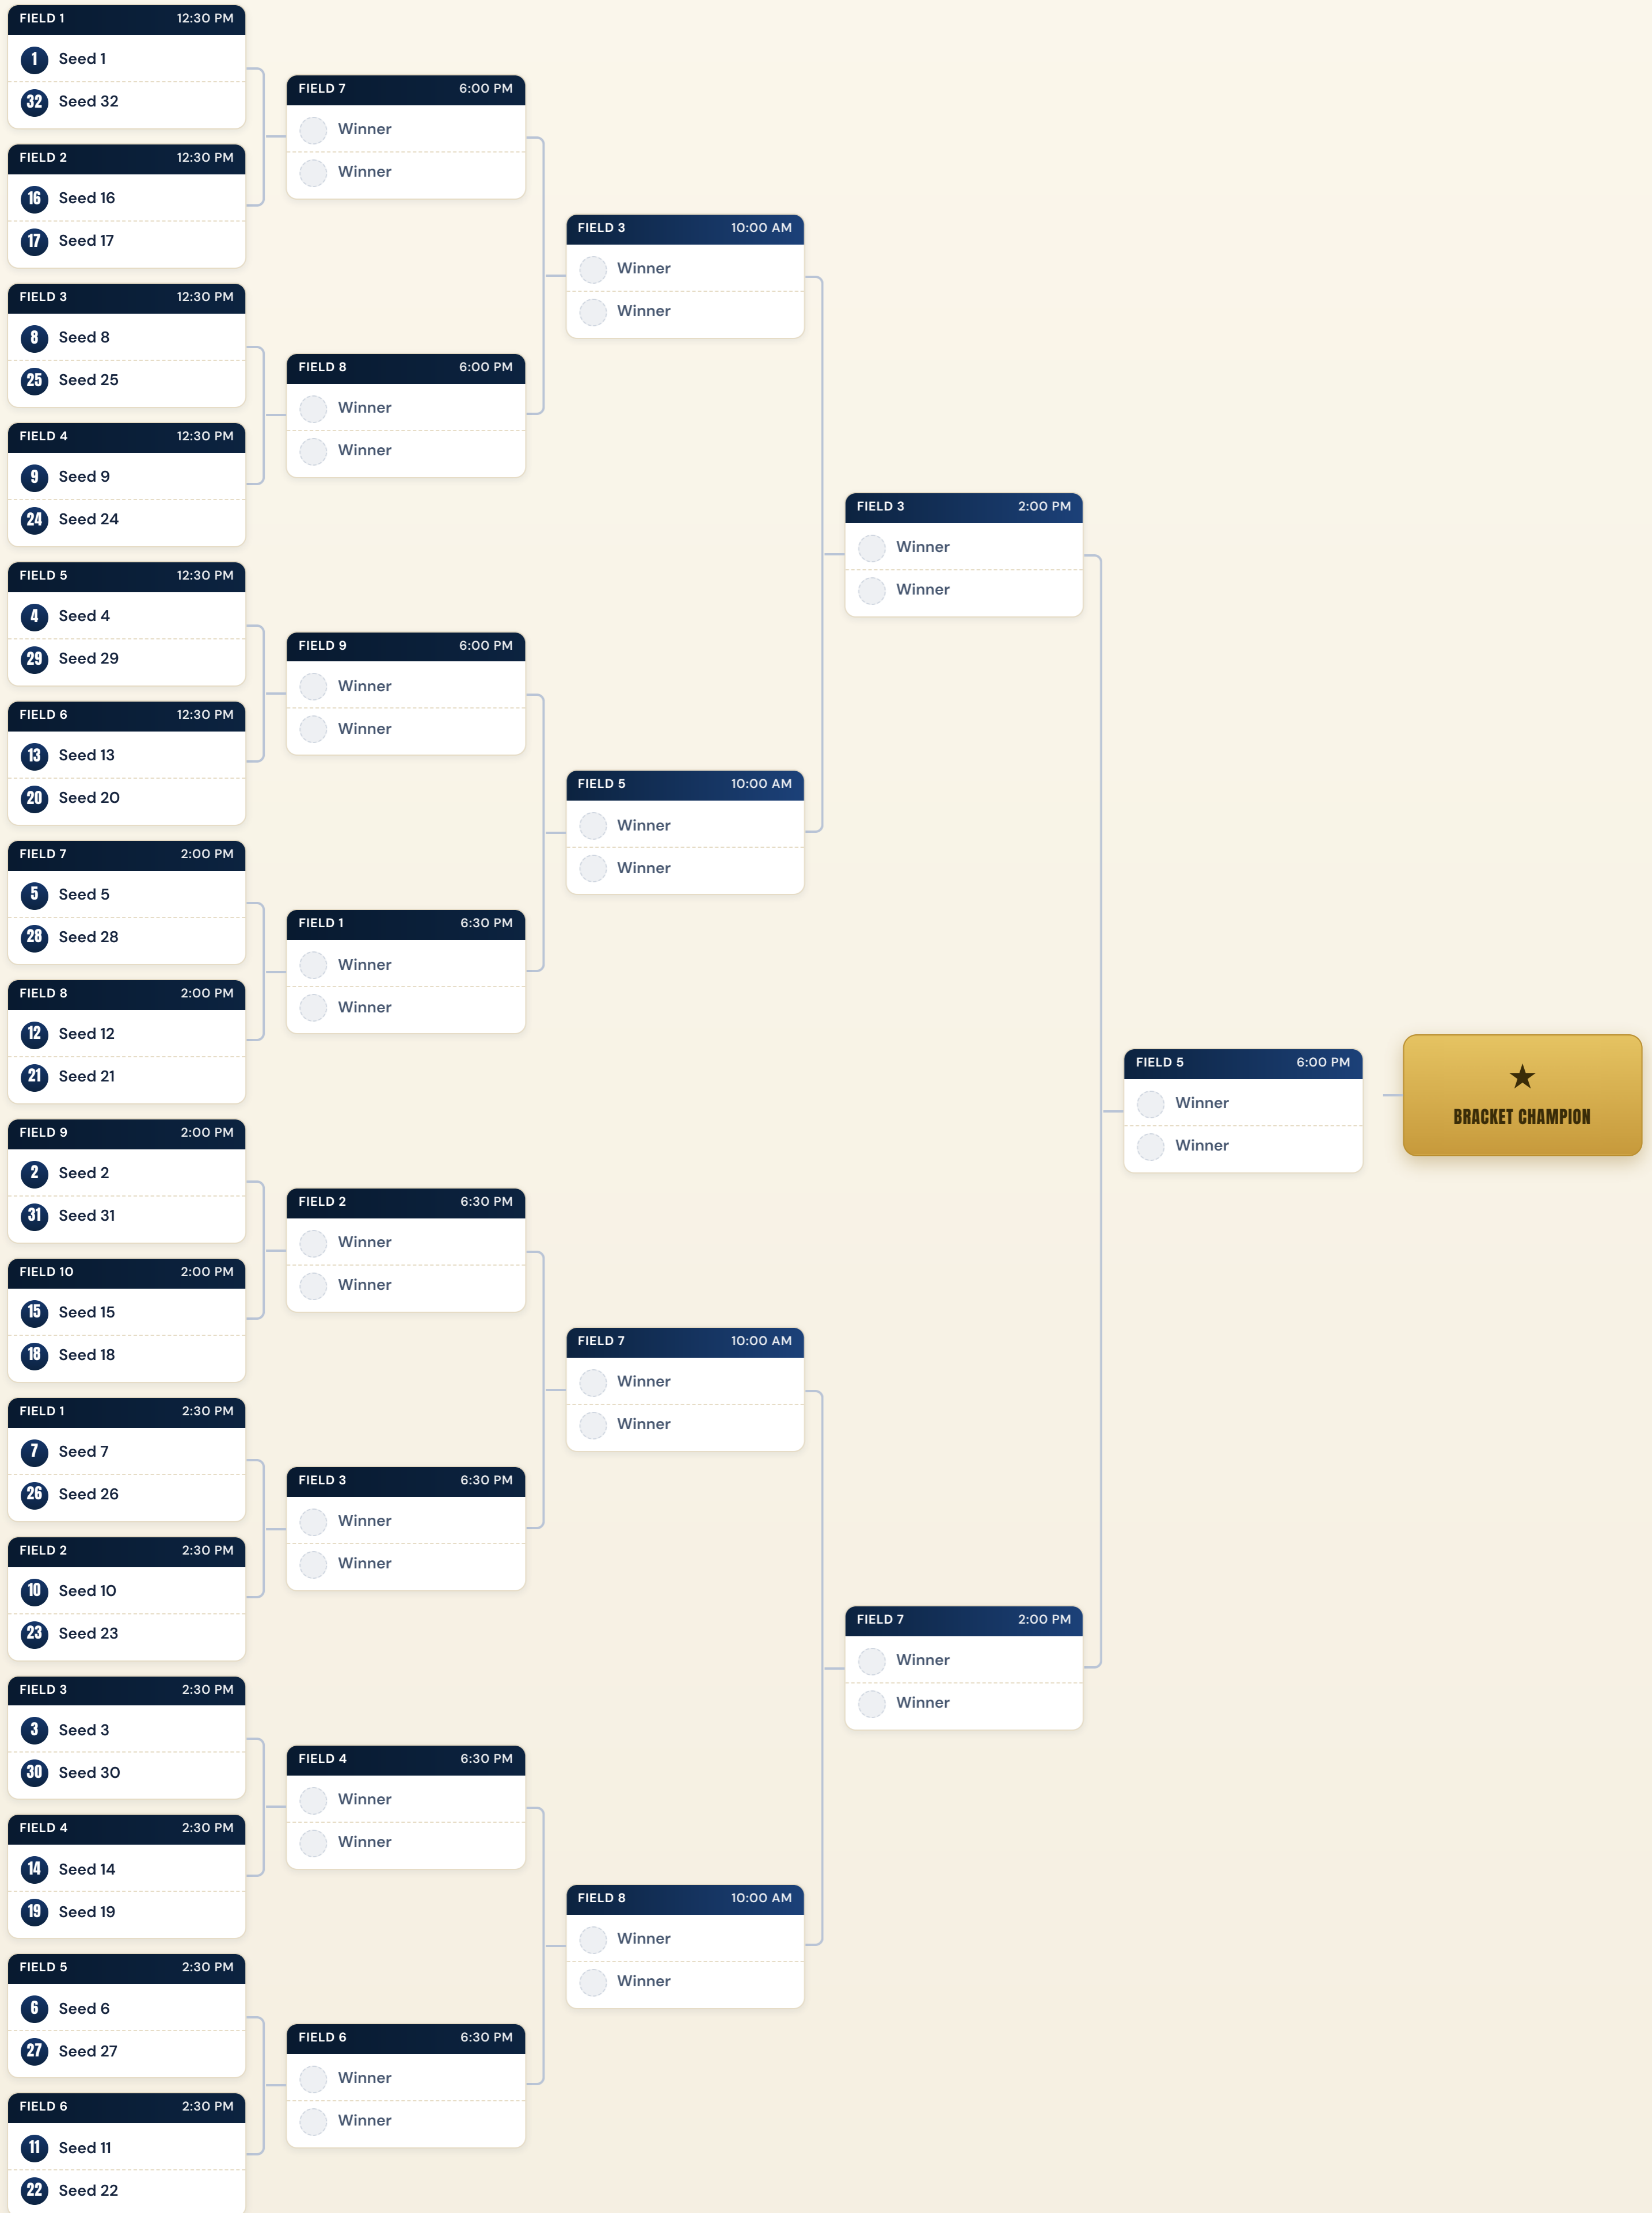 FIELD 1 12:30 PM
1 Seed 1
32 Seed 32
FIELD 2 12:30 PM
16 Seed 16
17 Seed 17
FIELD 3 12:30 PM
8 Seed 8
25 Seed 25
FIELD 4 12:30 PM
9 Seed 9
24 Seed 24
FIELD 5 12:30 PM
4 Seed 4
29 Seed 29
FIELD 6 12:30 PM
13 Seed 13
20 Seed 20
FIELD 7 2:00 PM
5 Seed 5
28 Seed 28
FIELD 8 2:00 PM
12 Seed 12
21 Seed 21
FIELD 9 2:00 PM
2 Seed 2
31 Seed 31
FIELD 10 2:00 PM
15 Seed 15
18 Seed 18
FIELD 1 2:30 PM
7 Seed 7
26 Seed 26
FIELD 2 2:30 PM
10 Seed 10
23 Seed 23
FIELD 3 2:30 PM
3 Seed 3
30 Seed 30
FIELD 4 2:30 PM
14 Seed 14
19 Seed 19
FIELD 5 2:30 PM
6 Seed 6
27 Seed 27
FIELD 6 2:30 PM
11 Seed 11
22 Seed 22
FIELD 7 6:00 PM
Winner
Winner
FIELD 8 6:00 PM
Winner
Winner
FIELD 9 6:00 PM
Winner
Winner
FIELD 1 6:30 PM
Winner
Winner
FIELD 2 6:30 PM
Winner
Winner
FIELD 3 6:30 PM
Winner
Winner
FIELD 4 6:30 PM
Winner
Winner
FIELD 6 6:30 PM
Winner
Winner
FIELD 3 10:00 AM
Winner
Winner
FIELD 5 10:00 AM
Winner
Winner
FIELD 7 10:00 AM
Winner
Winner
FIELD 8 10:00 AM
Winner
Winner
FIELD 3 2:00 PM
Winner
Winner
FIELD 7 2:00 PM
Winner
Winner
FIELD 5 6:00 PM
Winner
Winner
BRACKET CHAMPION